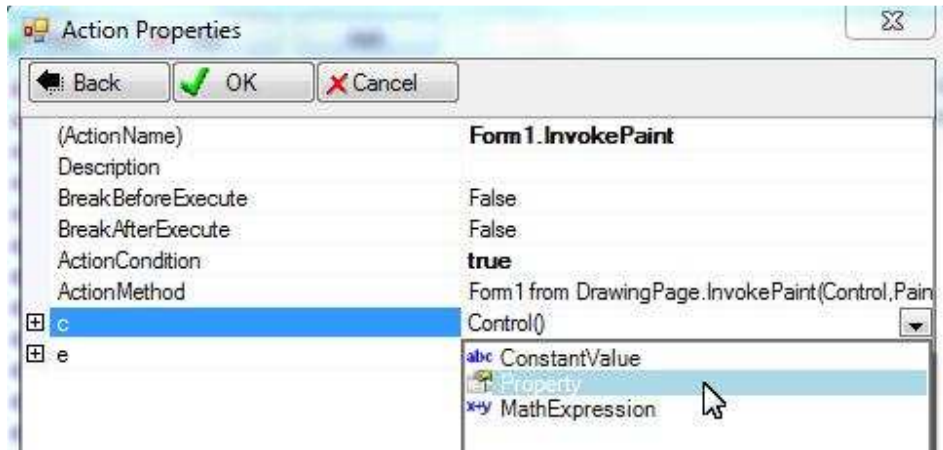 Action Properties
Back OK Cancel
(ActionName) Form1.InvokePaint
Description
BreakBeforeExecute False
BreakAfterExecute False
ActionCondition true
ActionMethod Form1 from DrawingPage.InvokePaint(Control,Pain
c Control()
e
abc ConstantValue
Property
x+y MathExpression